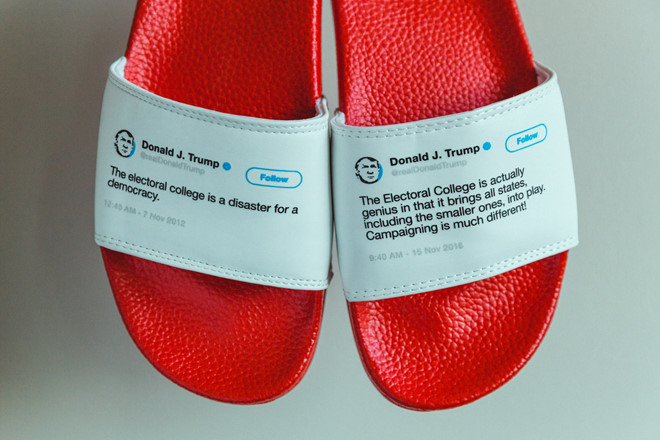 Donald J. Trump
@realDonaldTrump
Follow
The electoral college is a disaster for a
democracy.
12:45 AM - 7 Nov 2012
Donald J. Trump
@realDonaldTrump
Follow
The Electoral College is actually
genius in that it brings all states,
including the smaller ones, into play.
Campaigning is much different!
9:40 AM - 15 Nov 2016